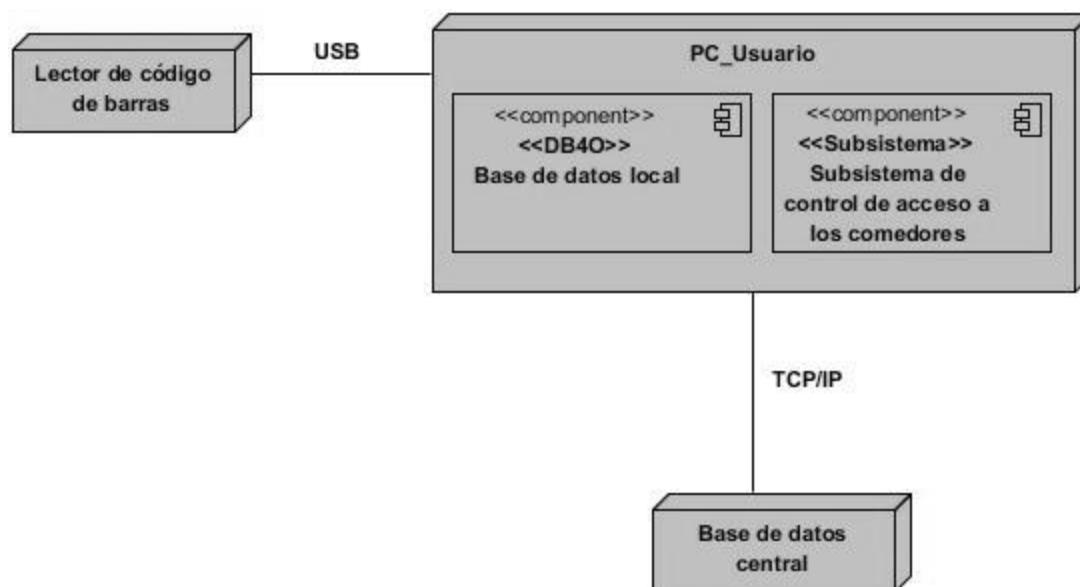 Lector de código
de barras
USB
PC_Usuario
<<component>>
<<DB4O>>
Base de datos local
<<component>>
<<Subsistema>>
Subsistema de
control de acceso a
los comedores
TCP/IP
Base de datos
central